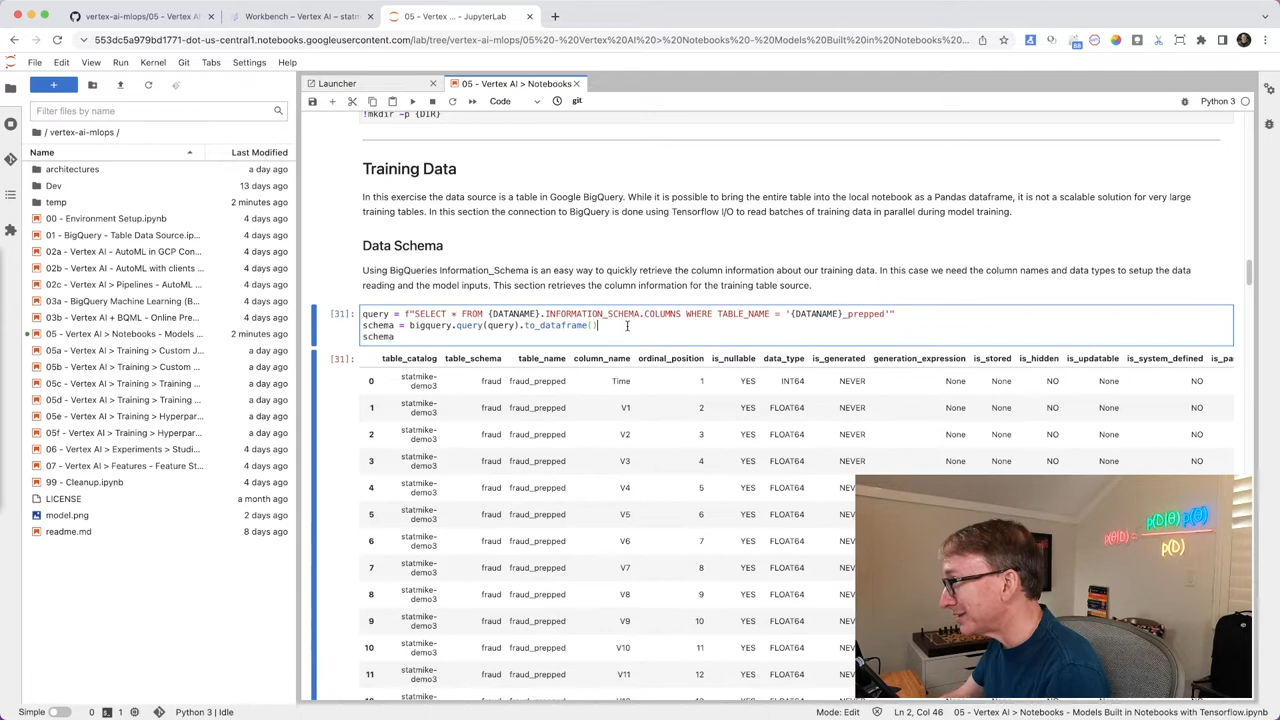 vertex-ai-mlops/05 - Vertex AI
Workbench – Vertex AI – statm
05 - Vertex ... - JupyterLab
553dc5a979bd1771-dot-us-central1.notebooks.googleusercontent.com/lab/tree/vertex-ai-mlops/05%20-%20Vertex%20AI%20>%20Notebooks%20-%20Models%20Built%20in%20Notebooks%20...
File Edit View Run Kernel Git Tabs Settings Help
Launcher
05 - Vertex AI > Notebooks
Code
git
Python 3
Filter files by name
/ vertex-ai-mlops /
Name Last Modified
architectures a day ago
Dev 13 days ago
temp 2 minutes ago
00 - Environment Setup.ipynb 4 days ago
01 - BigQuery - Table Data Source.ip... 4 days ago
02a - Vertex AI - AutoML in GCP Con... 4 days ago
02b - Vertex AI - AutoML with clients ... 4 days ago
02c - Vertex AI > Pipelines - AutoML ... 4 days ago
03a - BigQuery Machine Learning (B... 4 days ago
03b - Vertex AI + BQML - Online Pre... 4 days ago
05 - Vertex AI > Notebooks - Models ... 2 minutes ago
05a - Vertex AI > Training > Custom ... a day ago
05b - Vertex AI > Training > Custom ... a day ago
05c - Vertex AI > Training > Training ... a day ago
05d - Vertex AI > Training > Training ... a day ago
05e - Vertex AI > Training > Hyperpar... a day ago
05f - Vertex AI > Training > Hyperpar... a day ago
06 - Vertex AI > Experiments > Studi... 4 days ago
07 - Vertex AI > Features - Feature St... 4 days ago
99 - Cleanup.ipynb 4 days ago
LICENSE a month ago
model.png 2 days ago
readme.md 8 days ago
!mkdir -p {DIR}
Training Data
In this exercise the data source is a table in Google BigQuery. While it is possible to bring the entire table into the local notebook as a Pandas dataframe, it is not a scalable solution for very large
training tables. In this section the connection to BigQuery is done using Tensorflow I/O to read batches of training data in parallel during model training.
Data Schema
Using BigQueries Information_Schema is an easy way to quickly retrieve the column information about our training data. In this case we need the column names and data types to setup the data
reading and the model inputs. This section retrieves the column information for the training table source.
[31]: query = f"SELECT * FROM {DATANAME}.INFORMATION_SCHEMA.COLUMNS WHERE TABLE_NAME = '{DATANAME}_prepped'"
schema = bigquery.query(query).to_dataframe()
schema
[31]: table_catalog table_schema table_name column_name ordinal_position is_nullable data_type is_generated generation_expression is_stored is_hidden is_updatable is_system_defined is_pa
0 statmike-demo3 fraud fraud_prepped Time 1 YES INT64 NEVER None None NO None NO
1 statmike-demo3 fraud fraud_prepped V1 2 YES FLOAT64 NEVER None None NO None NO
2 statmike-demo3 fraud fraud_prepped V2 3 YES FLOAT64 NEVER None None NO None NO
3 statmike-demo3 fraud fraud_prepped V3 4 YES FLOAT64 NEVER None None NO None NO
4 statmike-demo3 fraud fraud_prepped V4 5 YES FLOAT64 NE
5 statmike-demo3 fraud fraud_prepped V5 6 YES FLOAT64 NE
6 statmike-demo3 fraud fraud_prepped V6 7 YES FLOAT64 NE
7 statmike-demo3 fraud fraud_prepped V7 8 YES FLOAT64 NE
8 statmike-demo3 fraud fraud_prepped V8 9 YES FLOAT64 NE
9 statmike-demo3 fraud fraud_prepped V9 10 YES FLOAT64 NE
10 statmike-demo3 fraud fraud_prepped V10 11 YES FLOAT64 NE
11 statmike-demo3 fraud fraud_prepped V11 12 YES FLOAT64 NE
p(θ|D) = p(D|θ) p(θ)
p(D)
Simple 0 1 Python 3 | Idle Mode: Edit Ln 2, Col 46 05 - Vertex AI > Notebooks - Models Built in Notebooks with Tensorflow.ipynb